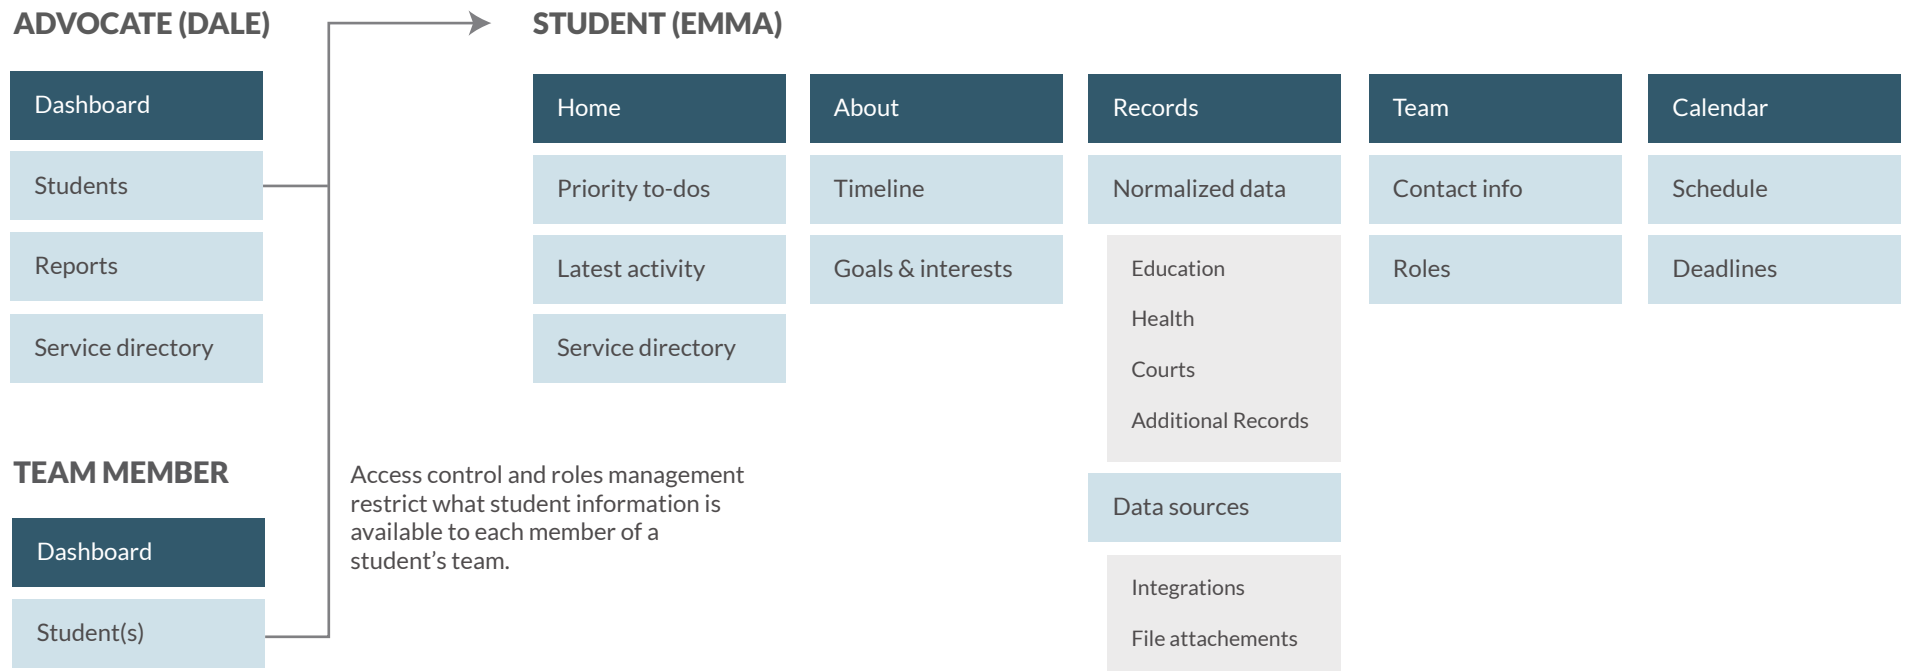 ADVOCATE (DALE)
Dashboard
Students
Reports
Service directory
TEAM MEMBER
Dashboard
Student(s)
Access control and roles management
restrict what student information is
available to each member of a
student’s team.
STUDENT (EMMA)
Home
Priority to-dos
Latest activity
Service directory
About
Timeline
Goals & interests
Records
Normalized data
Education
Health
Courts
Additional Records
Data sources
Integrations
File attachements
Team
Contact info
Roles
Calendar
Schedule
Deadlines